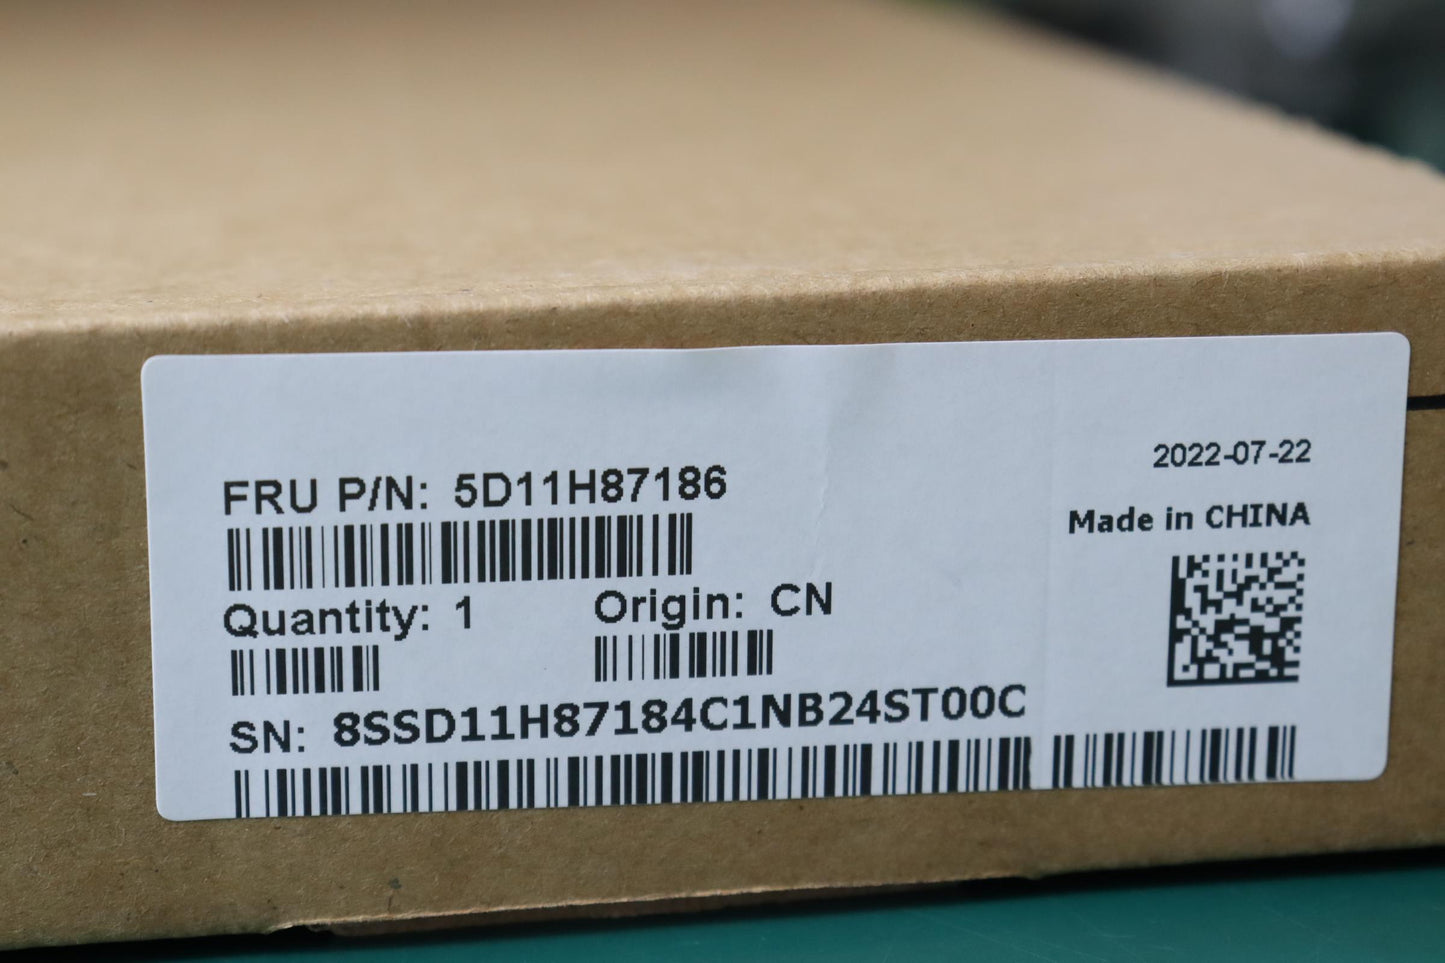 FRU P/N: 5D11H87186
2022-07-22
Made in CHINA
Quantity: 1 Origin: CN
SN: 8SSD11H87184C1NB24ST00C